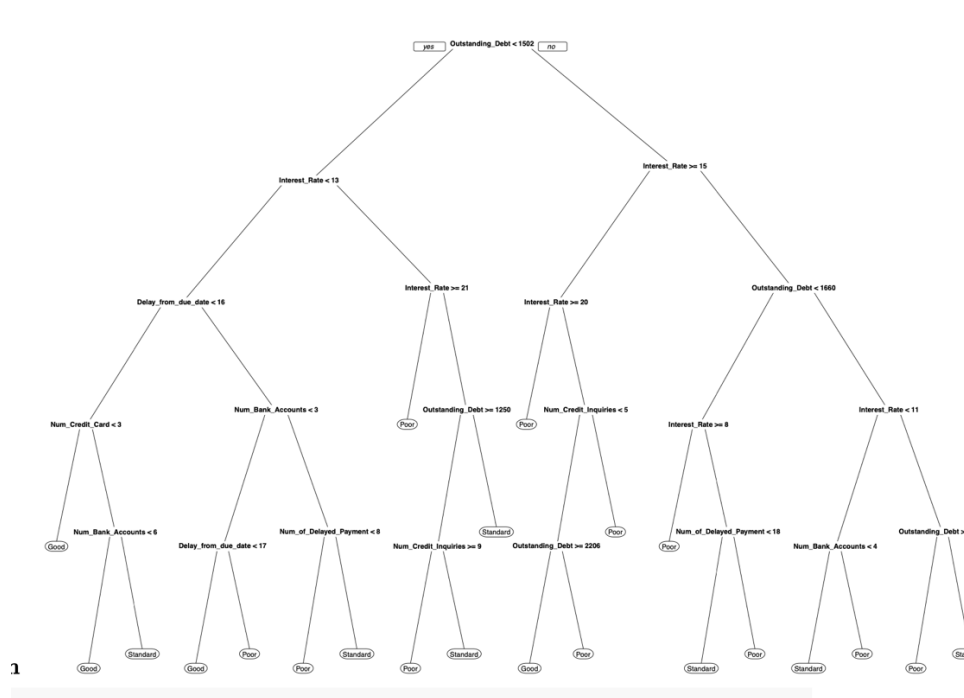 yes Outstanding_Debt < 1502 no
Interest_Rate >= 15
Interest_Rate < 13
Interest_Rate >= 21
Outstanding_Debt < 1660
Delay_from_due_date < 16
Interest_Rate >= 20
Num_Bank_Accounts < 3
Outstanding_Debt >= 1250
Num_Credit_Inquiries < 5
Interest_Rate < 11
Num_Credit_Card < 3
Poor
Poor
Interest_Rate >= 8
Num_Bank_Accounts < 6
Num_of_Delayed_Payment < 8
Standard
Poor
Num_of_Delayed_Payment < 18
Outstanding_Debt >
Good
Delay_from_due_date < 17
Num_Credit_Inquiries >= 9
Outstanding_Debt >= 2206
Poor
Num_Bank_Accounts < 4
Standard
Poor
Standard
Standard
Poor
Poor
Poor
Good
Good
Poor
Poor
Good
Standard
Standard
Poor